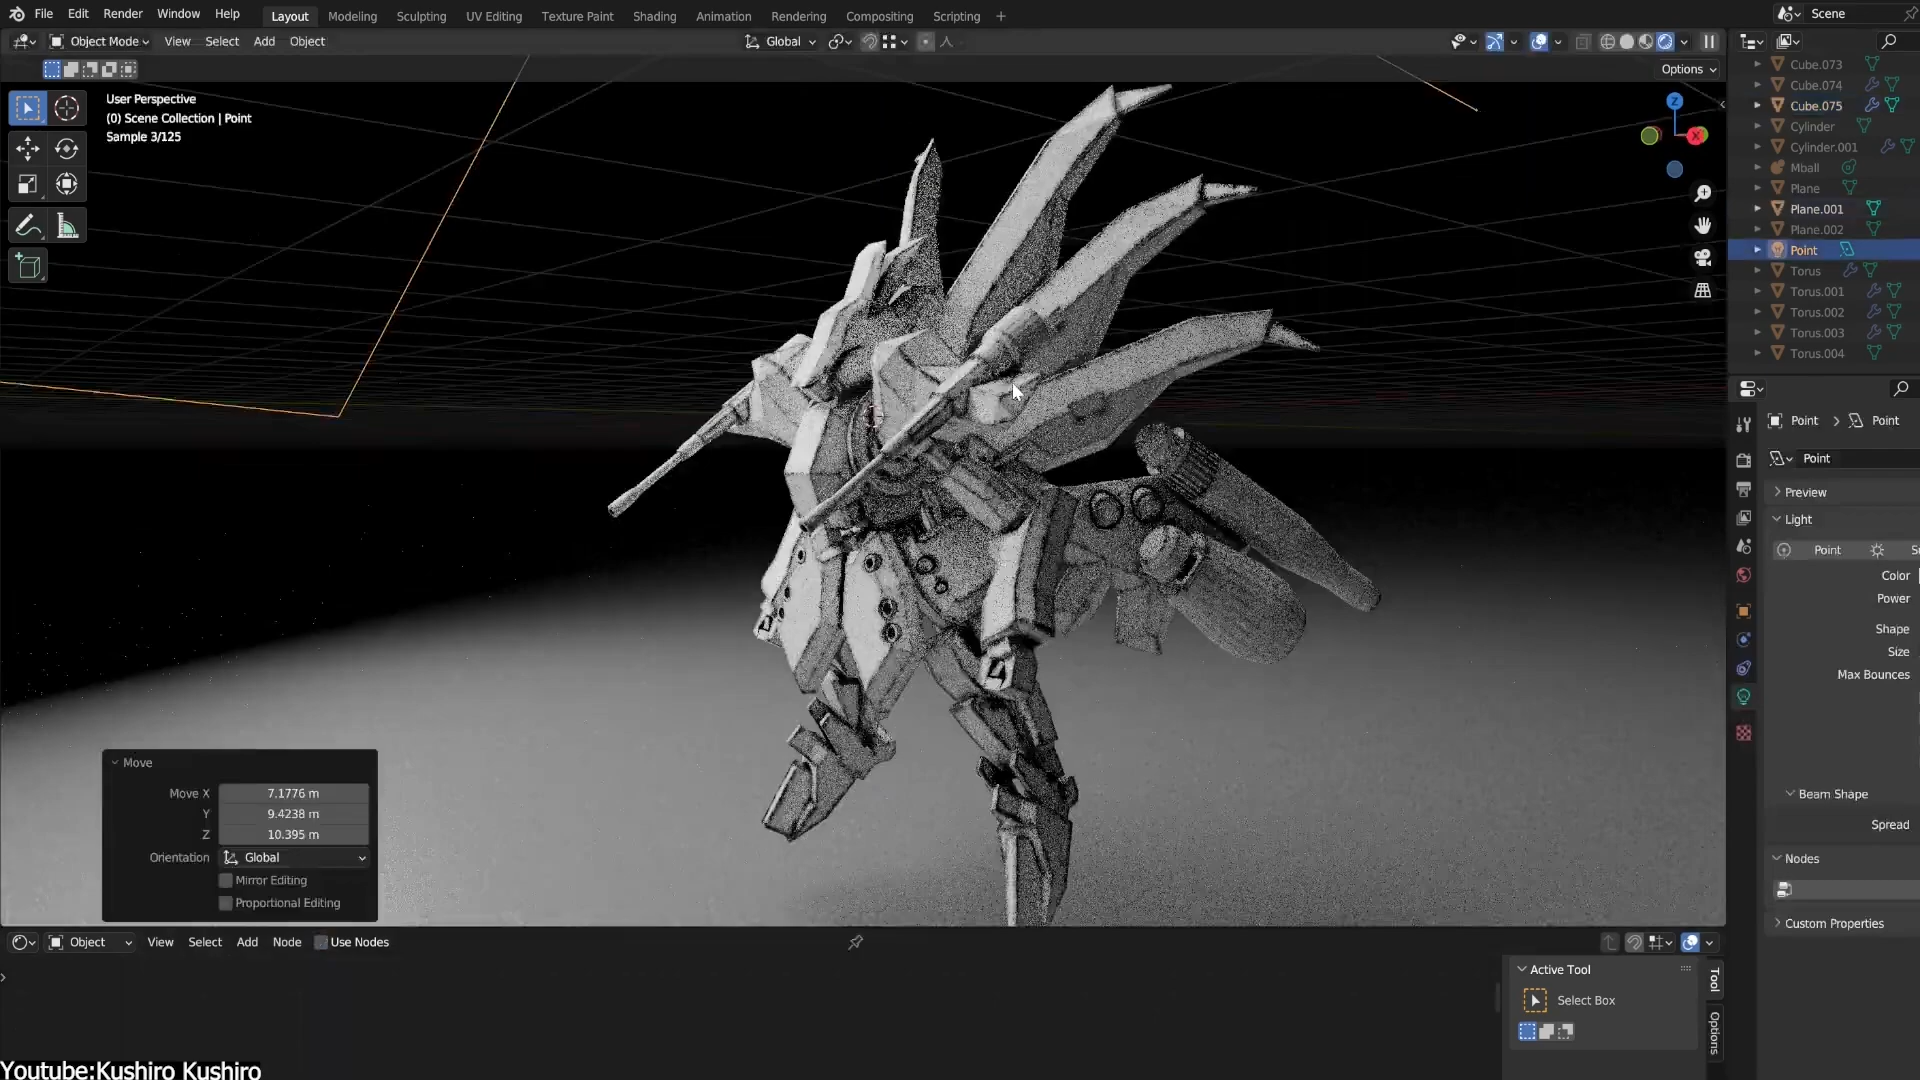 File Edit Render Window Help Layout Modeling Sculpting UV Editing Texture Paint Shading Animation Rendering Compositing Scripting + Scene
Object Mode View Select Add Object Global
Options
User Perspective
(0) Scene Collection | Point
Sample 3/125
Z
X
Cube.073
Cube.074
Cube.075
Cylinder
Cylinder.001
Mball
Plane
Plane.001
Plane.002
Point
Torus
Torus.001
Torus.002
Torus.003
Torus.004
Point > Point
Point
Preview
Light
Point
Color
Power
Shape
Size
Max Bounces
Beam Shape
Spread
Nodes
Custom Properties
Move
Move X 7.1776 m
Y 9.4238 m
Z 10.395 m
Orientation Global
Mirror Editing
Proportional Editing
Object View Select Add Node Use Nodes
Active Tool
Select Box
Tool
Options
Youtube:Kushiro Kushiro